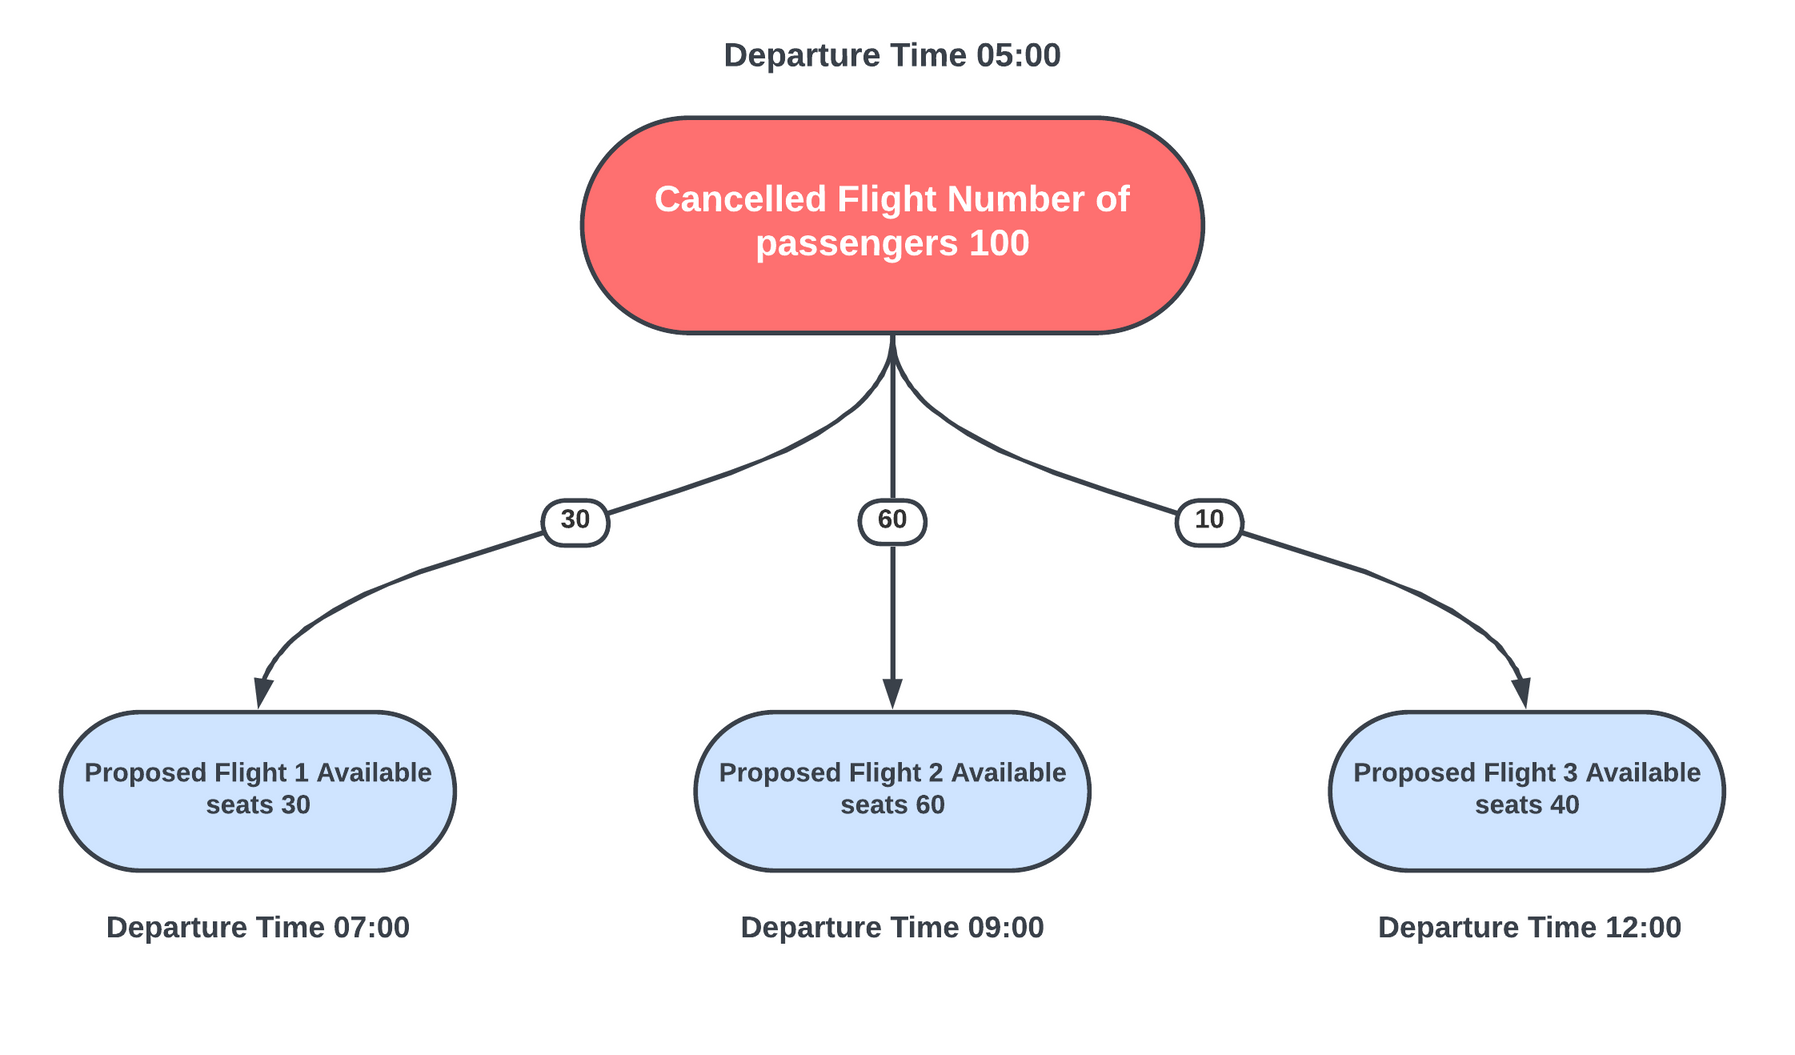 Departure Time 05:00
Cancelled Flight Number of
passengers 100
30
60
10
Proposed Flight 1 Available
seats 30
Proposed Flight 2 Available
seats 60
Proposed Flight 3 Available
seats 40
Departure Time 07:00
Departure Time 09:00
Departure Time 12:00